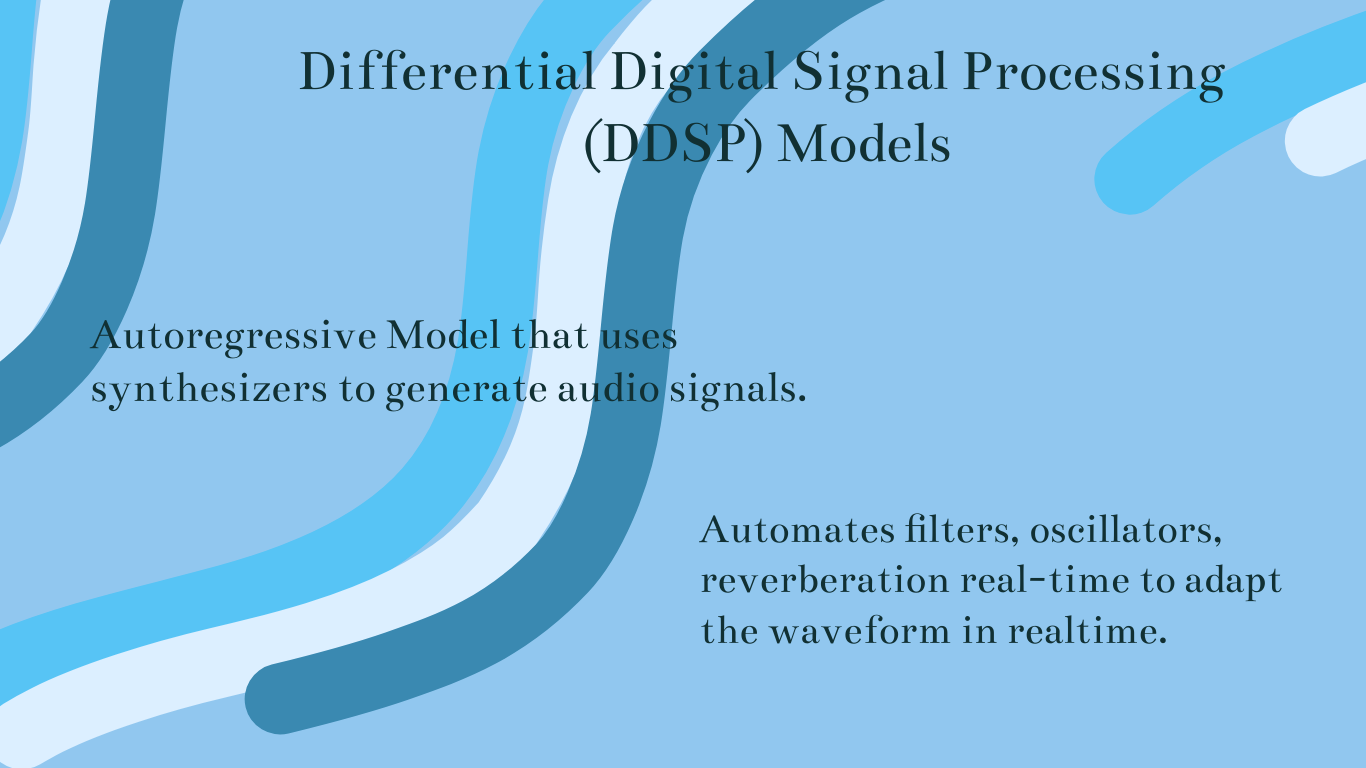 Differential Digital Signal Processing
(DDSP) Models
Autoregressive Model that uses
synthesizers to generate audio signals.
Automates filters, oscillators,
reverberation real-time to adapt
the waveform in realtime.